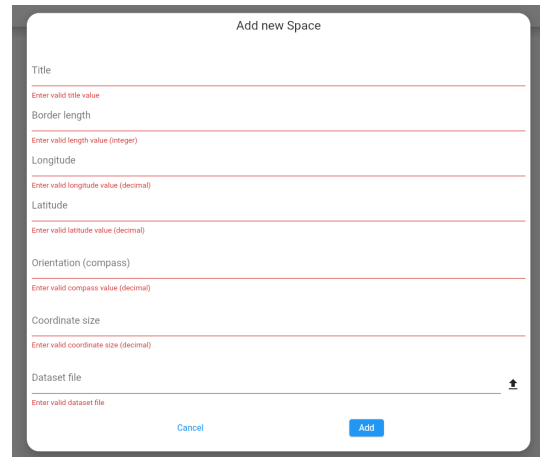 Add new Space
Title
Enter valid title value
Border length
Enter valid length value (integer)
Longitude
Enter valid longitude value (decimal)
Latitude
Enter valid latitude value (decimal)
Orientation (compass)
Enter valid compass value (decimal)
Coordinate size
Enter valid coordinate size (decimal)
Dataset file
Enter valid dataset file
Cancel Add